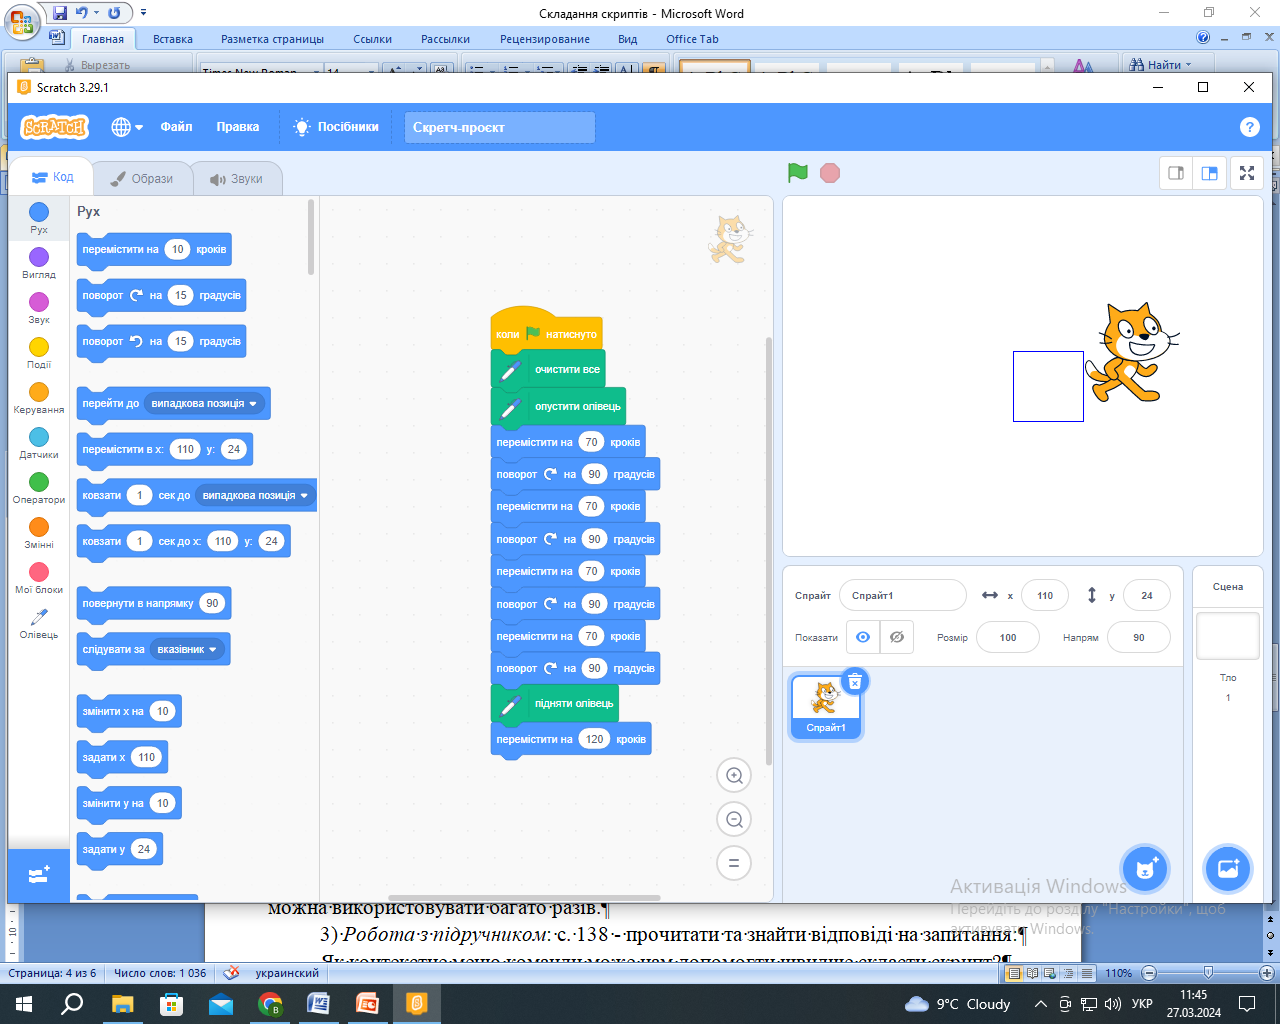 Складання скриптів - Microsoft Word
Главная
Вставка
Разметка страницы
Ссылки
Рассылки
Рецензирование
Вид
Office Tab
Вырезать
Найти
Scratch 3.29.1
SCRATCH
Файл
Правка
Посібники
Скретч-проєкт
Код
Образи
Звуки
Рух
Вигляд
Звук
Події
Керування
Датчики
Оператори
Змінні
Мої блоки
Олівець
Рух
перемістити на 10 кроків
поворот на 15 градусів
поворот на 15 градусів
перейти до випадкова позиція
перемістити в x: 110 y: 24
ковзати 1 сек до випадкова позиція
ковзати 1 сек до x: 110 y: 24
повернути в напрямку 90
слідувати за вказівник
змінити x на 10
задати x 110
змінити y на 10
задати y 24
коли натиснуто
очистити все
опустити олівець
перемістити на 70 кроків
поворот на 90 градусів
перемістити на 70 кроків
поворот на 90 градусів
перемістити на 70 кроків
поворот на 90 градусів
перемістити на 70 кроків
поворот на 90 градусів
підняти олівець
перемістити на 120 кроків
Спрайт Спрайт1 x 110 y 24
Показати Розмір 100 Напрям 90
Спрайт1
Сцена
Тло
1
Активація Windows
Перейдіть до розділу "Настройки", щоб
активувати Windows.
можна·використовувати·багато·разів.¶
3)·Робота·з·підручником:·с.·138·-·прочитати·та·знайти·відповіді·на·запитання:¶
Страница: 4 из 6
Число слов: 1 036
украинский
110%
9°C Cloudy
УКР
11:45
27.03.2024